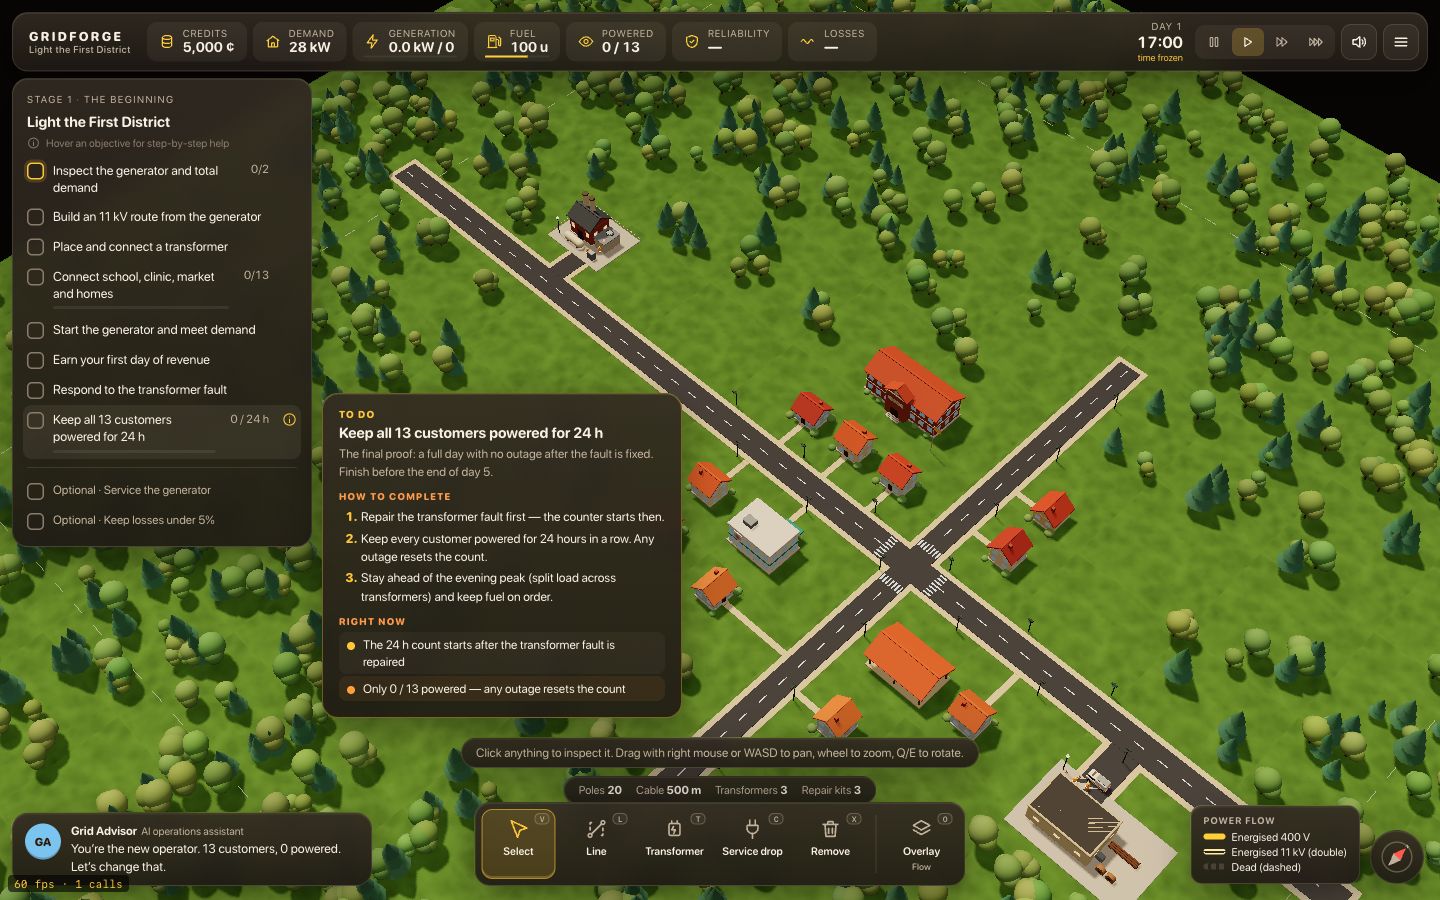 GRIDFORGE
Light the First District
CREDITS
5,000 ¢
DEMAND
28 kW
GENERATION
0.0 kW / 0
FUEL
100 u
POWERED
0 / 13
RELIABILITY
—
LOSSES
—
DAY 1
17:00
time frozen
STAGE 1 · THE BEGINNING
Light the First District
Hover an objective for step-by-step help
Inspect the generator and total 0/2
demand
Build an 11 kV route from the generator
Place and connect a transformer
Connect school, clinic, market 0/13
and homes
Start the generator and meet demand
Earn your first day of revenue
Respond to the transformer fault
Keep all 13 customers 0 / 24 h
powered for 24 h
Optional · Service the generator
Optional · Keep losses under 5%
TO DO
Keep all 13 customers powered for 24 h
The final proof: a full day with no outage after the fault is fixed.
Finish before the end of day 5.
HOW TO COMPLETE
1. Repair the transformer fault first — the counter starts then.
2. Keep every customer powered for 24 hours in a row. Any
outage resets the count.
3. Stay ahead of the evening peak (split load across
transformers) and keep fuel on order.
RIGHT NOW
The 24 h count starts after the transformer fault is
repaired
Only 0 / 13 powered — any outage resets the count
Click anything to inspect it. Drag with right mouse or WASD to pan, wheel to zoom, Q/E to rotate.
Poles 20 Cable 500 m Transformers 3 Repair kits 3
V
Select
L
Line
T
Transformer
C
Service drop
X
Remove
O
Overlay
Flow
GA
Grid Advisor AI operations assistant
You're the new operator. 13 customers, 0 powered.
Let's change that.
60 fps · 1 calls
POWER FLOW
Energised 400 V
Energised 11 kV (double)
Dead (dashed)